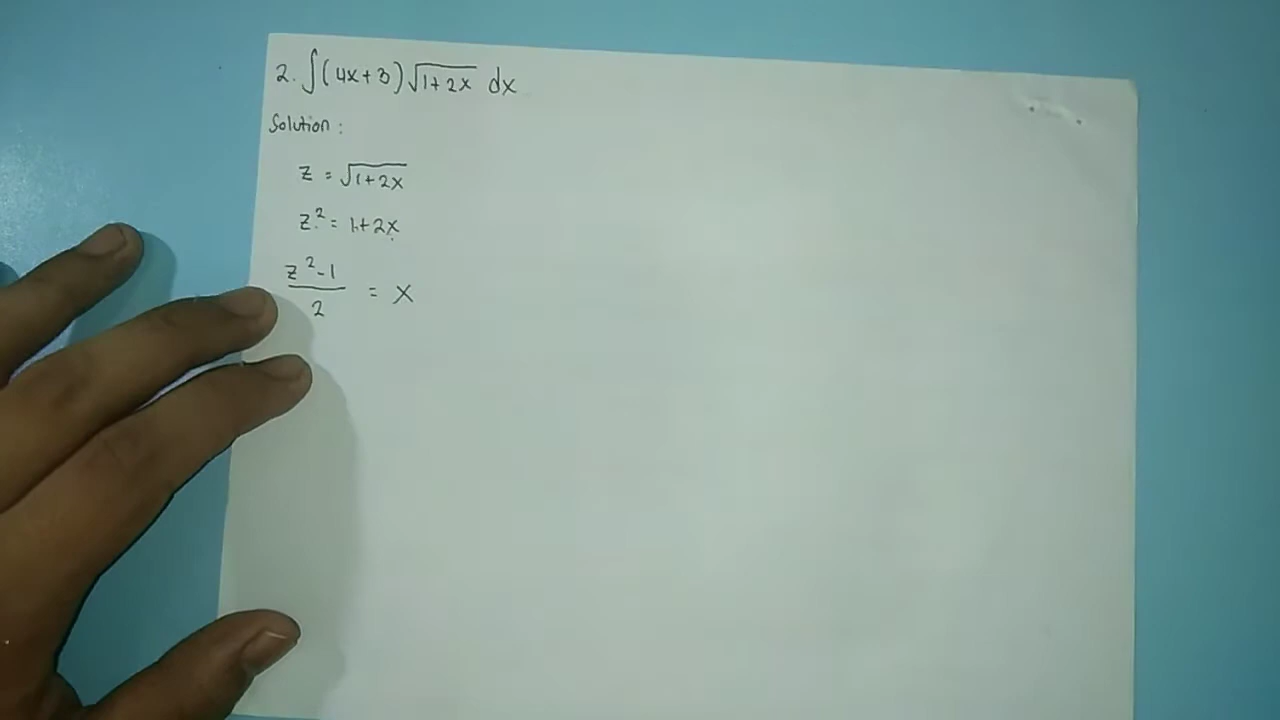 2. ∫(4x+3)√1+2x dx
Solution:
z = √1+2x
z² = 1+2x
z²-1
2
= x